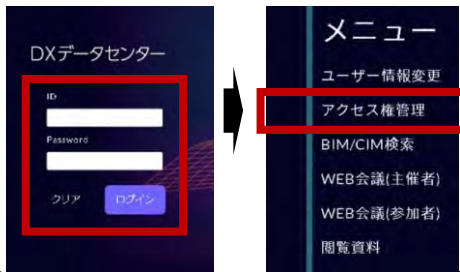 DXデータセンター
ID
Password
クリア ログイン
メニュー
ユーザー情報変更
アクセス権管理
BIM/CIM検索
WEB会議(主催者)
WEB会議(参加者)
閲覧資料